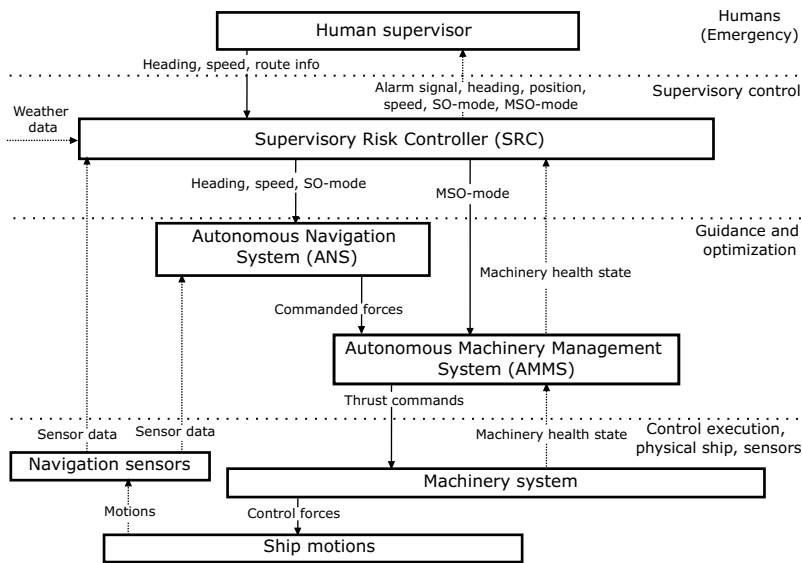 Humans
(Emergency)
Human supervisor
Heading, speed, route info
Alarm signal, heading, position,
speed, SO-mode, MSO-mode
Supervisory control
Weather
data
Supervisory Risk Controller (SRC)
Heading, speed, SO-mode
MSO-mode
Guidance and
optimization
Autonomous Navigation
System (ANS)
Machinery health state
Commanded forces
Autonomous Machinery Management
System (AMMS)
Thrust commands
Control execution,
physical ship, sensors
Sensor data
Sensor data
Machinery health state
Navigation sensors
Machinery system
Motions
Control forces
Ship motions